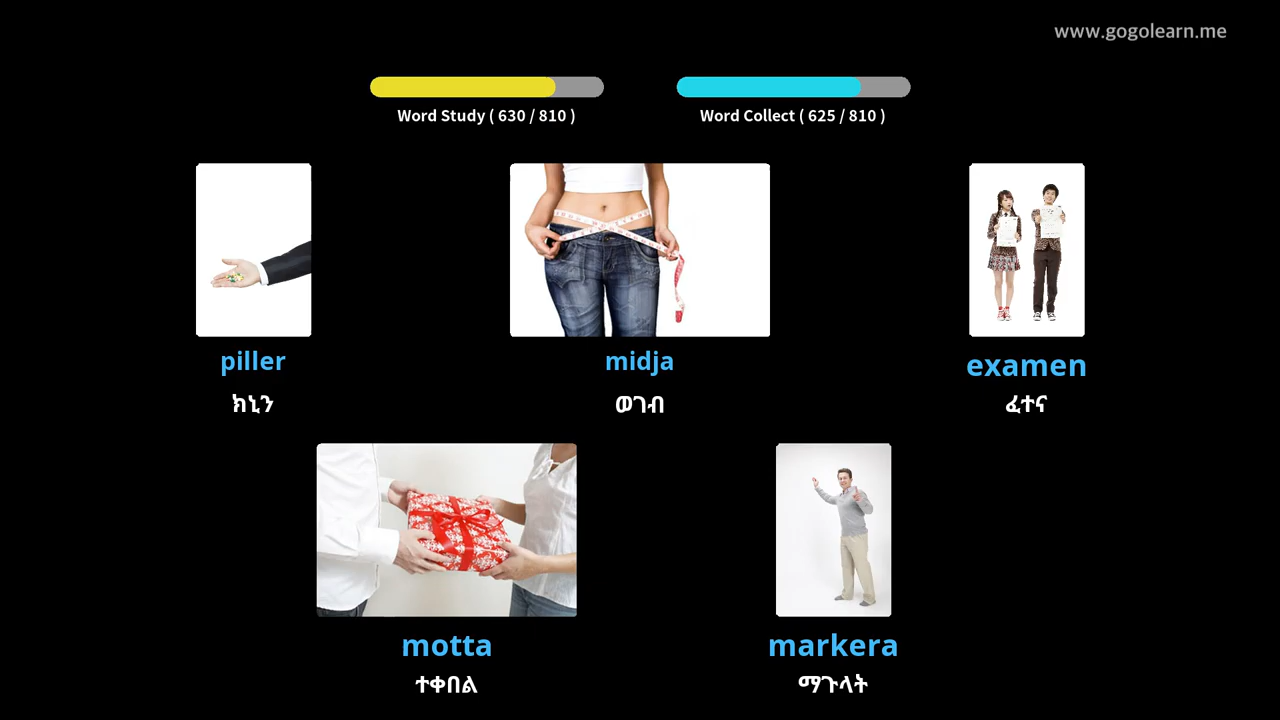 www.gogolearn.me
Word Study ( 630 / 810 )
Word Collect ( 625 / 810 )
piller
ክኒን
midja
ወገብ
examen
ፈተና
motta
ተቀበል
markera
ማጉላት